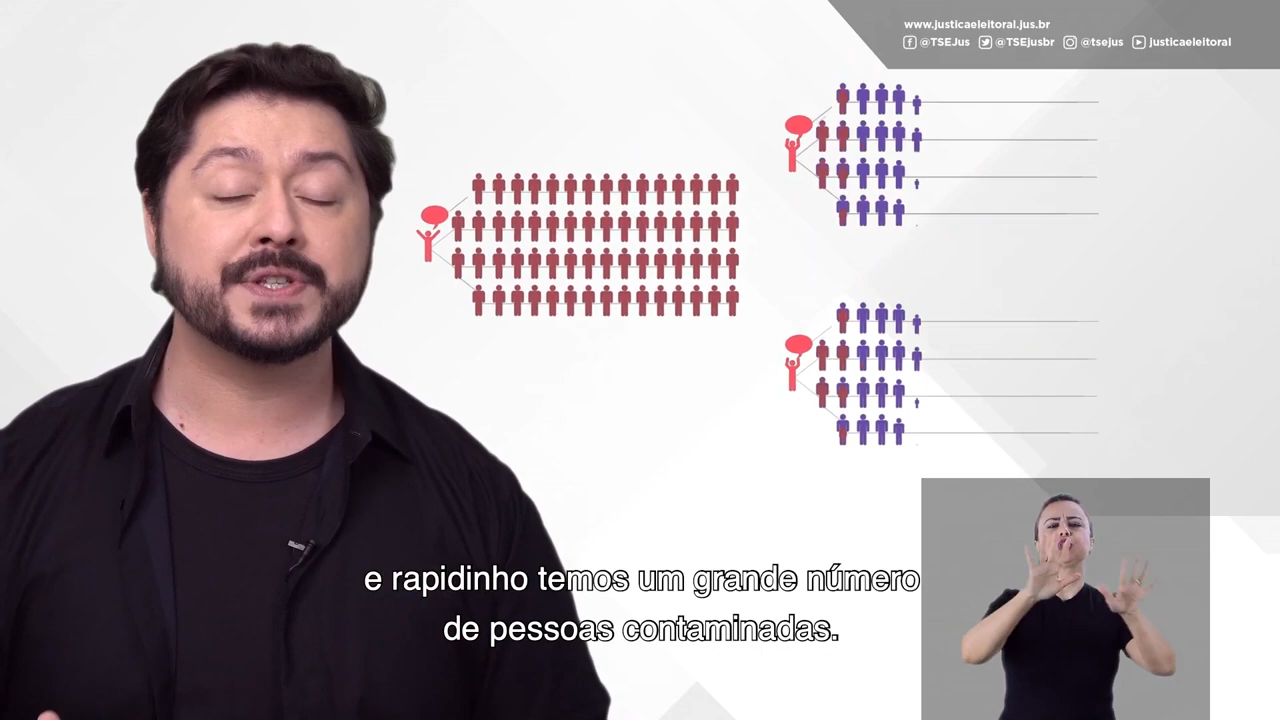 www.justicaeleitoral.jus.br
@TSEJus @TSEjusbr @tsejus justicaeleitoral
e rapidinho temos um grande número
de pessoas contaminadas.